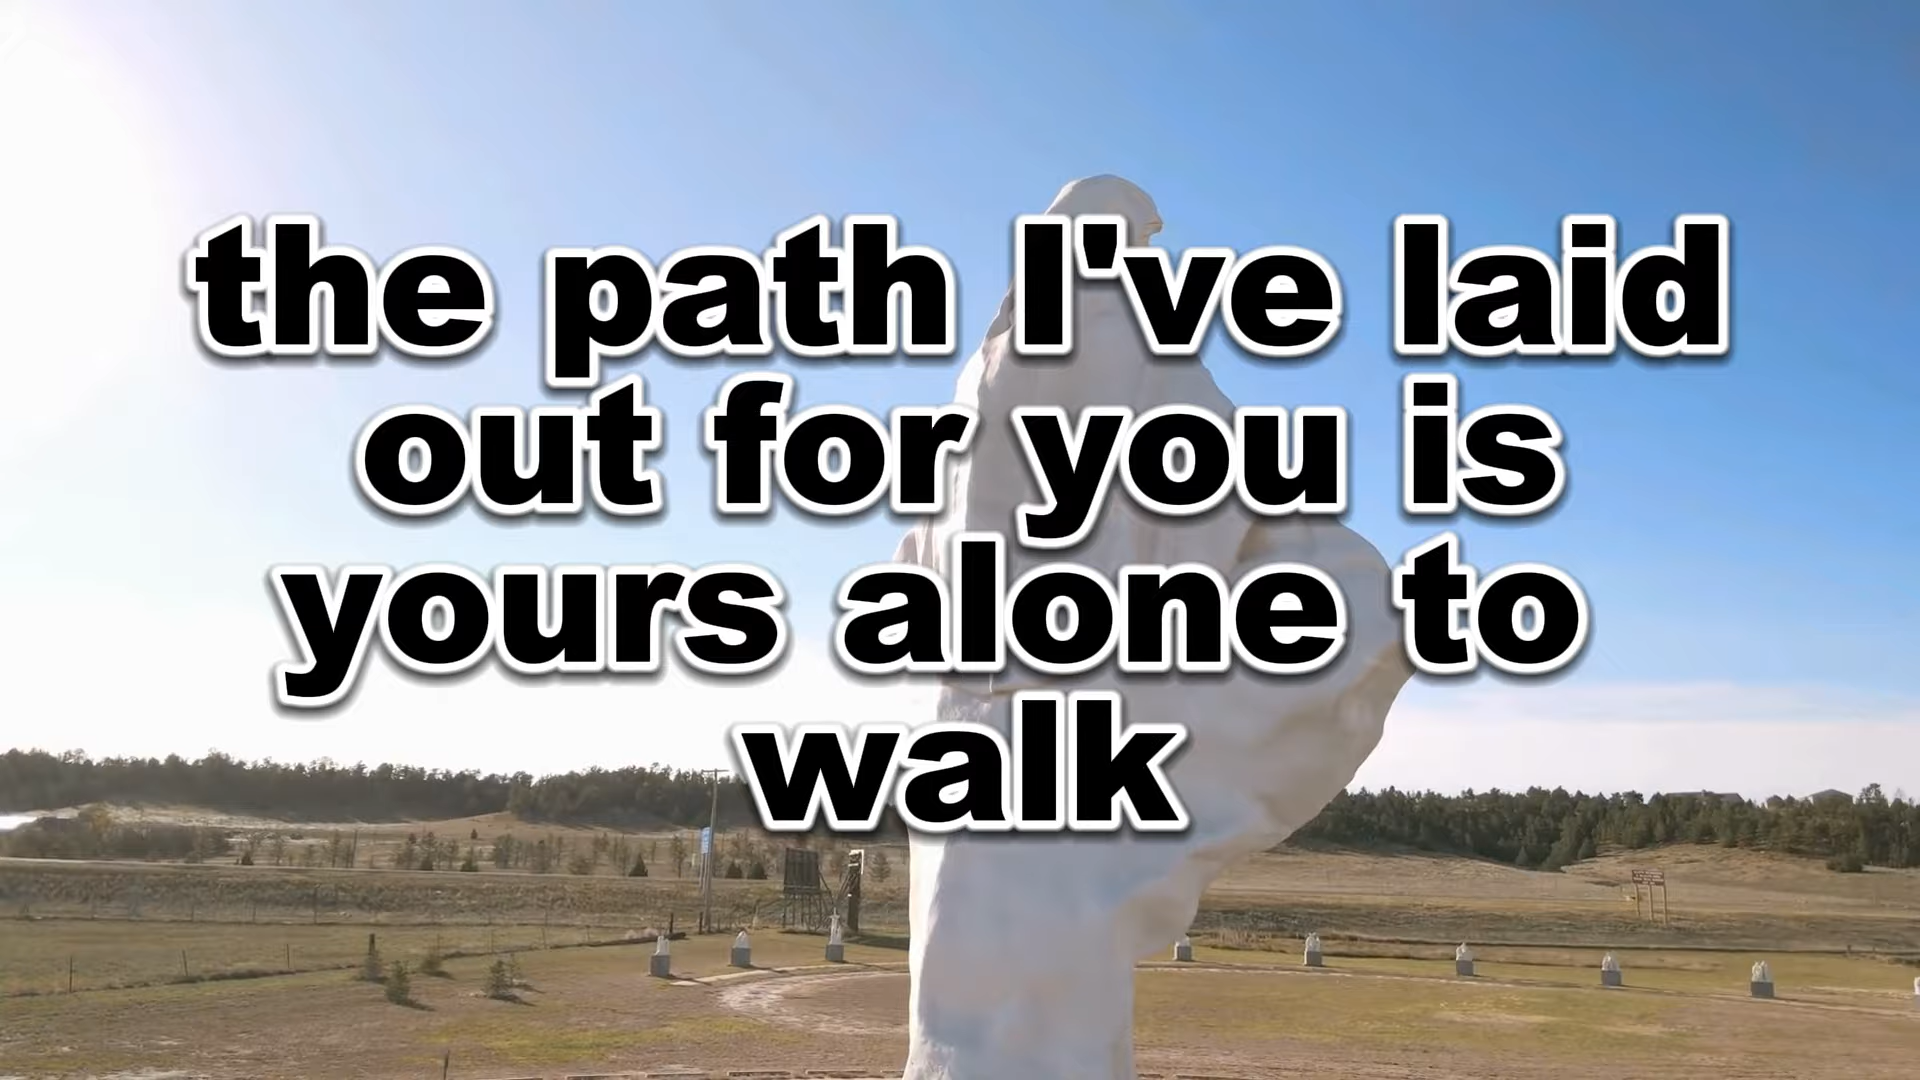 the path I've laid
out for you is
yours alone to
walk